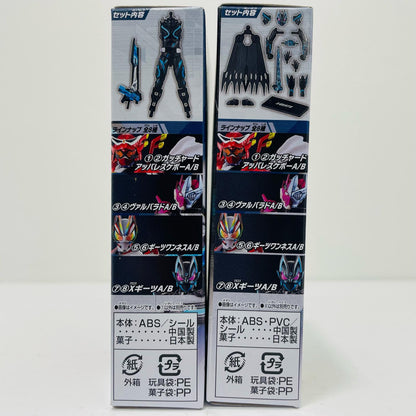 セット内容
ラインナップ 全8種
①②ガッチャード
アッパレスケボーA/B
③④ヴァルバラドA/B
⑤⑥ギーツワンネスA/B
⑦⑧XギーツA/B
本体：ABS／シール
・・・・・・中国製
菓子・・・・・・日本製
紙
外箱
プラ
玩具袋：PE
菓子袋：PP
セット内容
ラインナップ 全8種
①②ガッチャード
アッパレスケボーA/B
③④ヴァルバラドA/B
⑤⑥ギーツワンネスA/B
⑦⑧XギーツA/B
本体：ABS・PVC
シール・・・・中国製
菓子・・・・・・日本製
紙
外箱
プラ
玩具袋：PE
菓子袋：PP